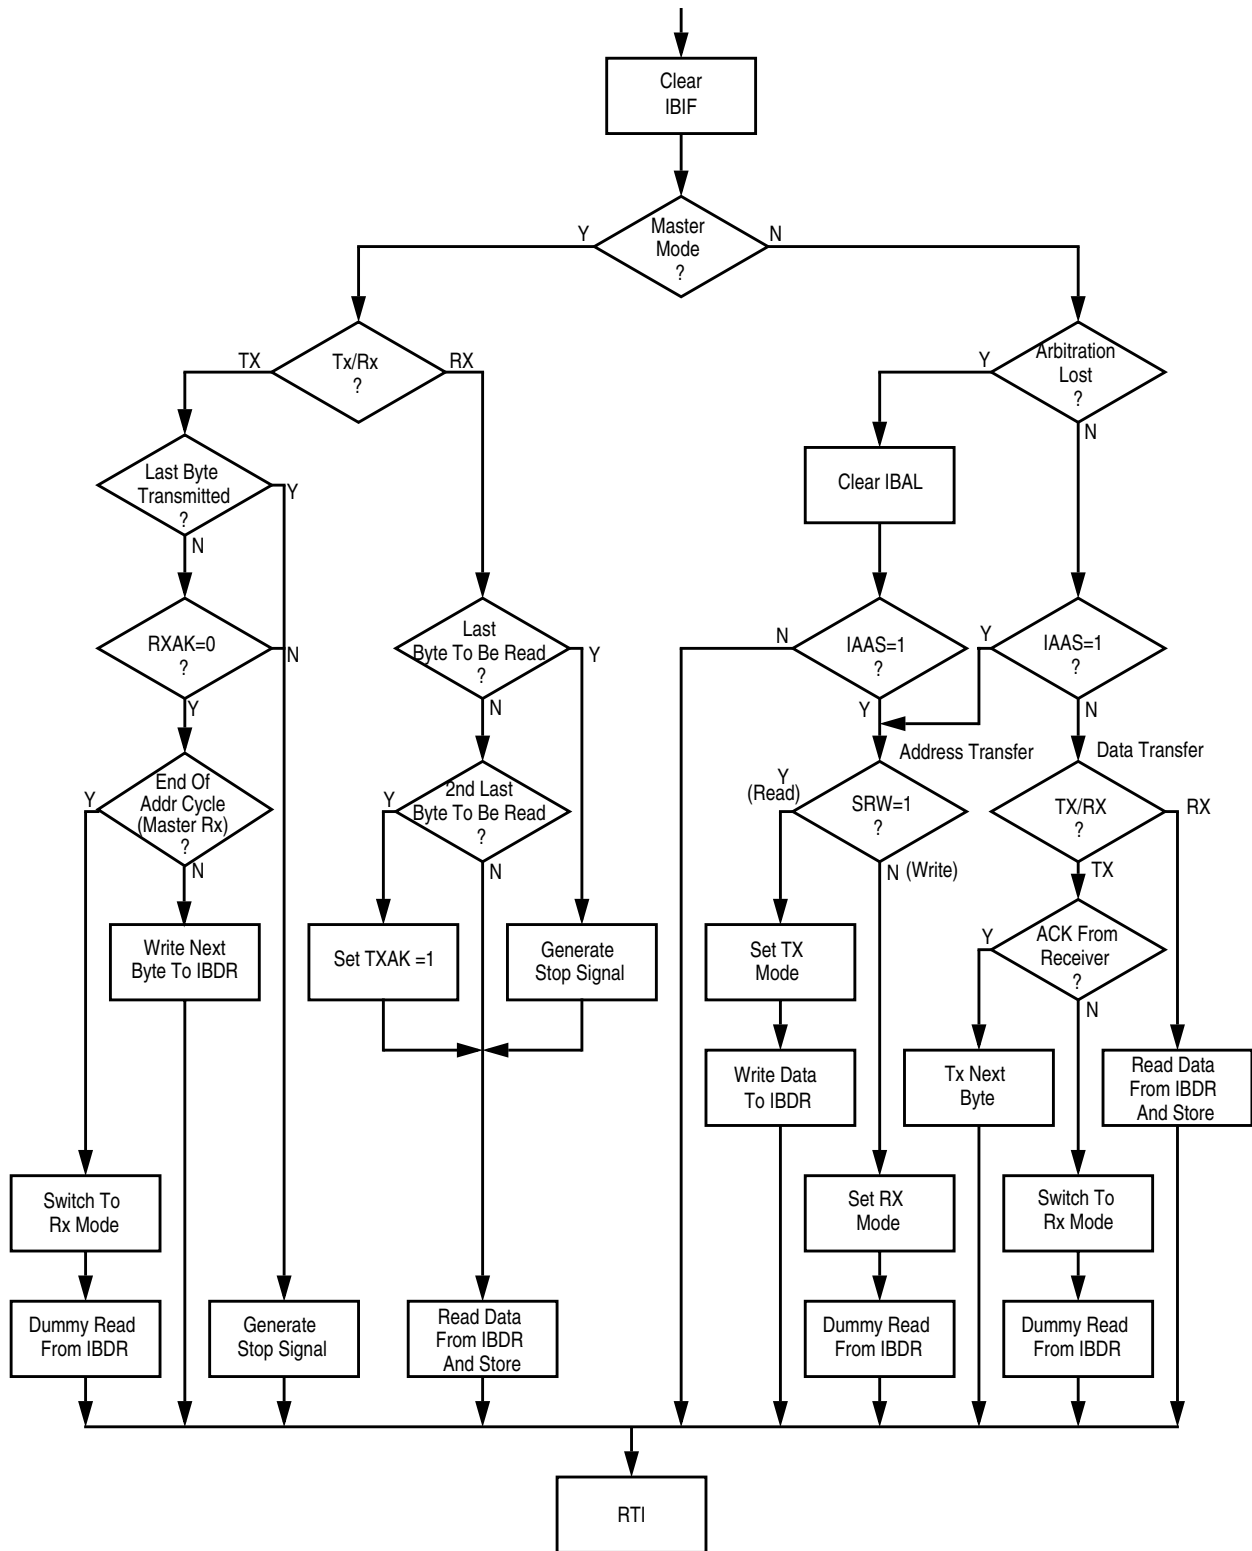 Clear
IBIF
Master
Mode
?
Y
N
Tx/Rx
?
TX
RX
Arbitration
Lost
?
Y
N
Last Byte
Transmitted
?
Y
N
Clear IBAL
RXAK=0
?
N
Y
Last
Byte To Be Read
?
Y
N
IAAS=1
?
N
Y
IAAS=1
?
Y
N
Address Transfer
Data Transfer
End Of
Addr Cycle
(Master Rx)
?
Y
N
2nd Last
Byte To Be Read
?
Y
N
Y
(Read)
SRW=1
?
N (Write)
TX/RX
?
RX
TX
Write Next
Byte To IBDR
Set TXAK =1
Generate
Stop Signal
Set TX
Mode
ACK From
Receiver
?
Y
N
Write Data
To IBDR
Tx Next
Byte
Read Data
From IBDR
And Store
Switch To
Rx Mode
Set RX
Mode
Switch To
Rx Mode
Dummy Read
From IBDR
Generate
Stop Signal
Read Data
From IBDR
And Store
Dummy Read
From IBDR
Dummy Read
From IBDR
RTI